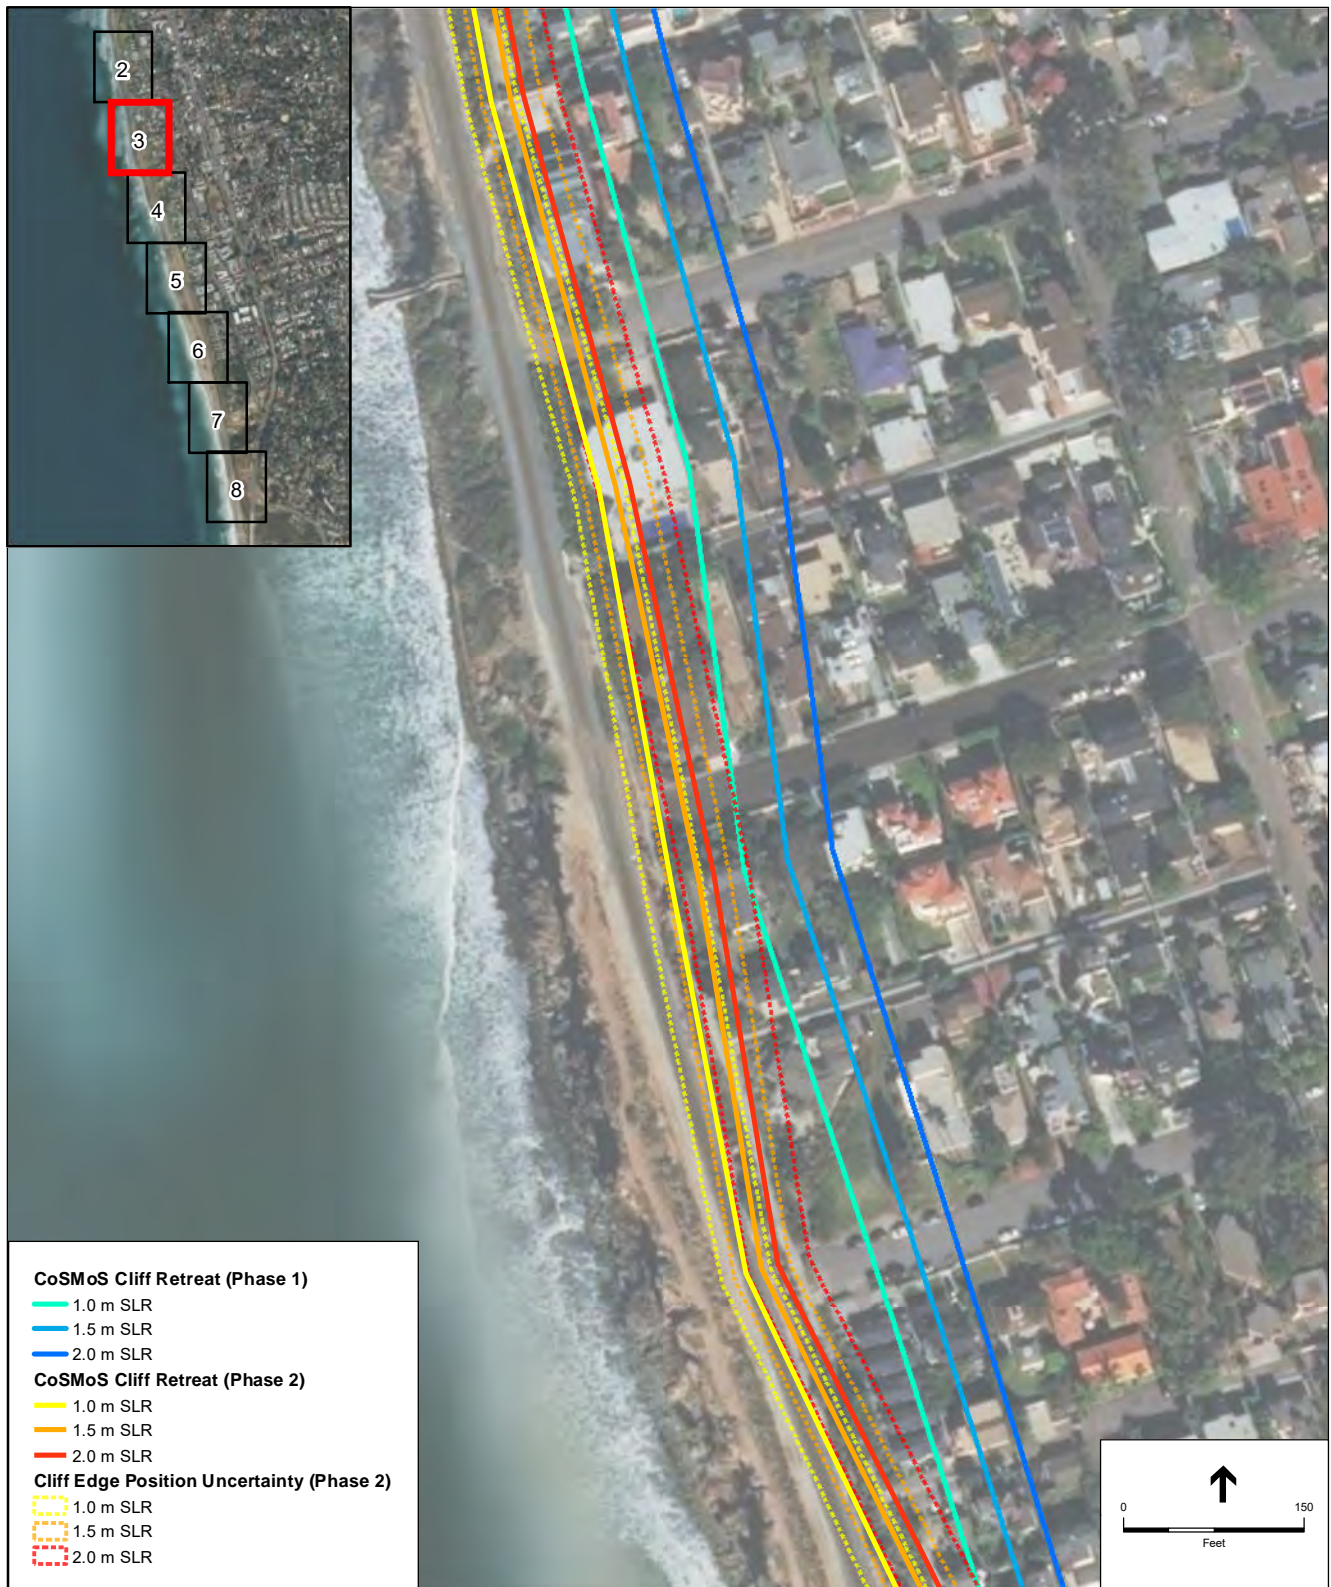 2
3
4
5
6
7
8
CoSMoS Cliff Retreat (Phase 1)
1.0 m SLR
1.5 m SLR
2.0 m SLR
CoSMoS Cliff Retreat (Phase 2)
1.0 m SLR
1.5 m SLR
2.0 m SLR
Cliff Edge Position Uncertainty (Phase 2)
1.0 m SLR
1.5 m SLR
2.0 m SLR
0 150
Feet